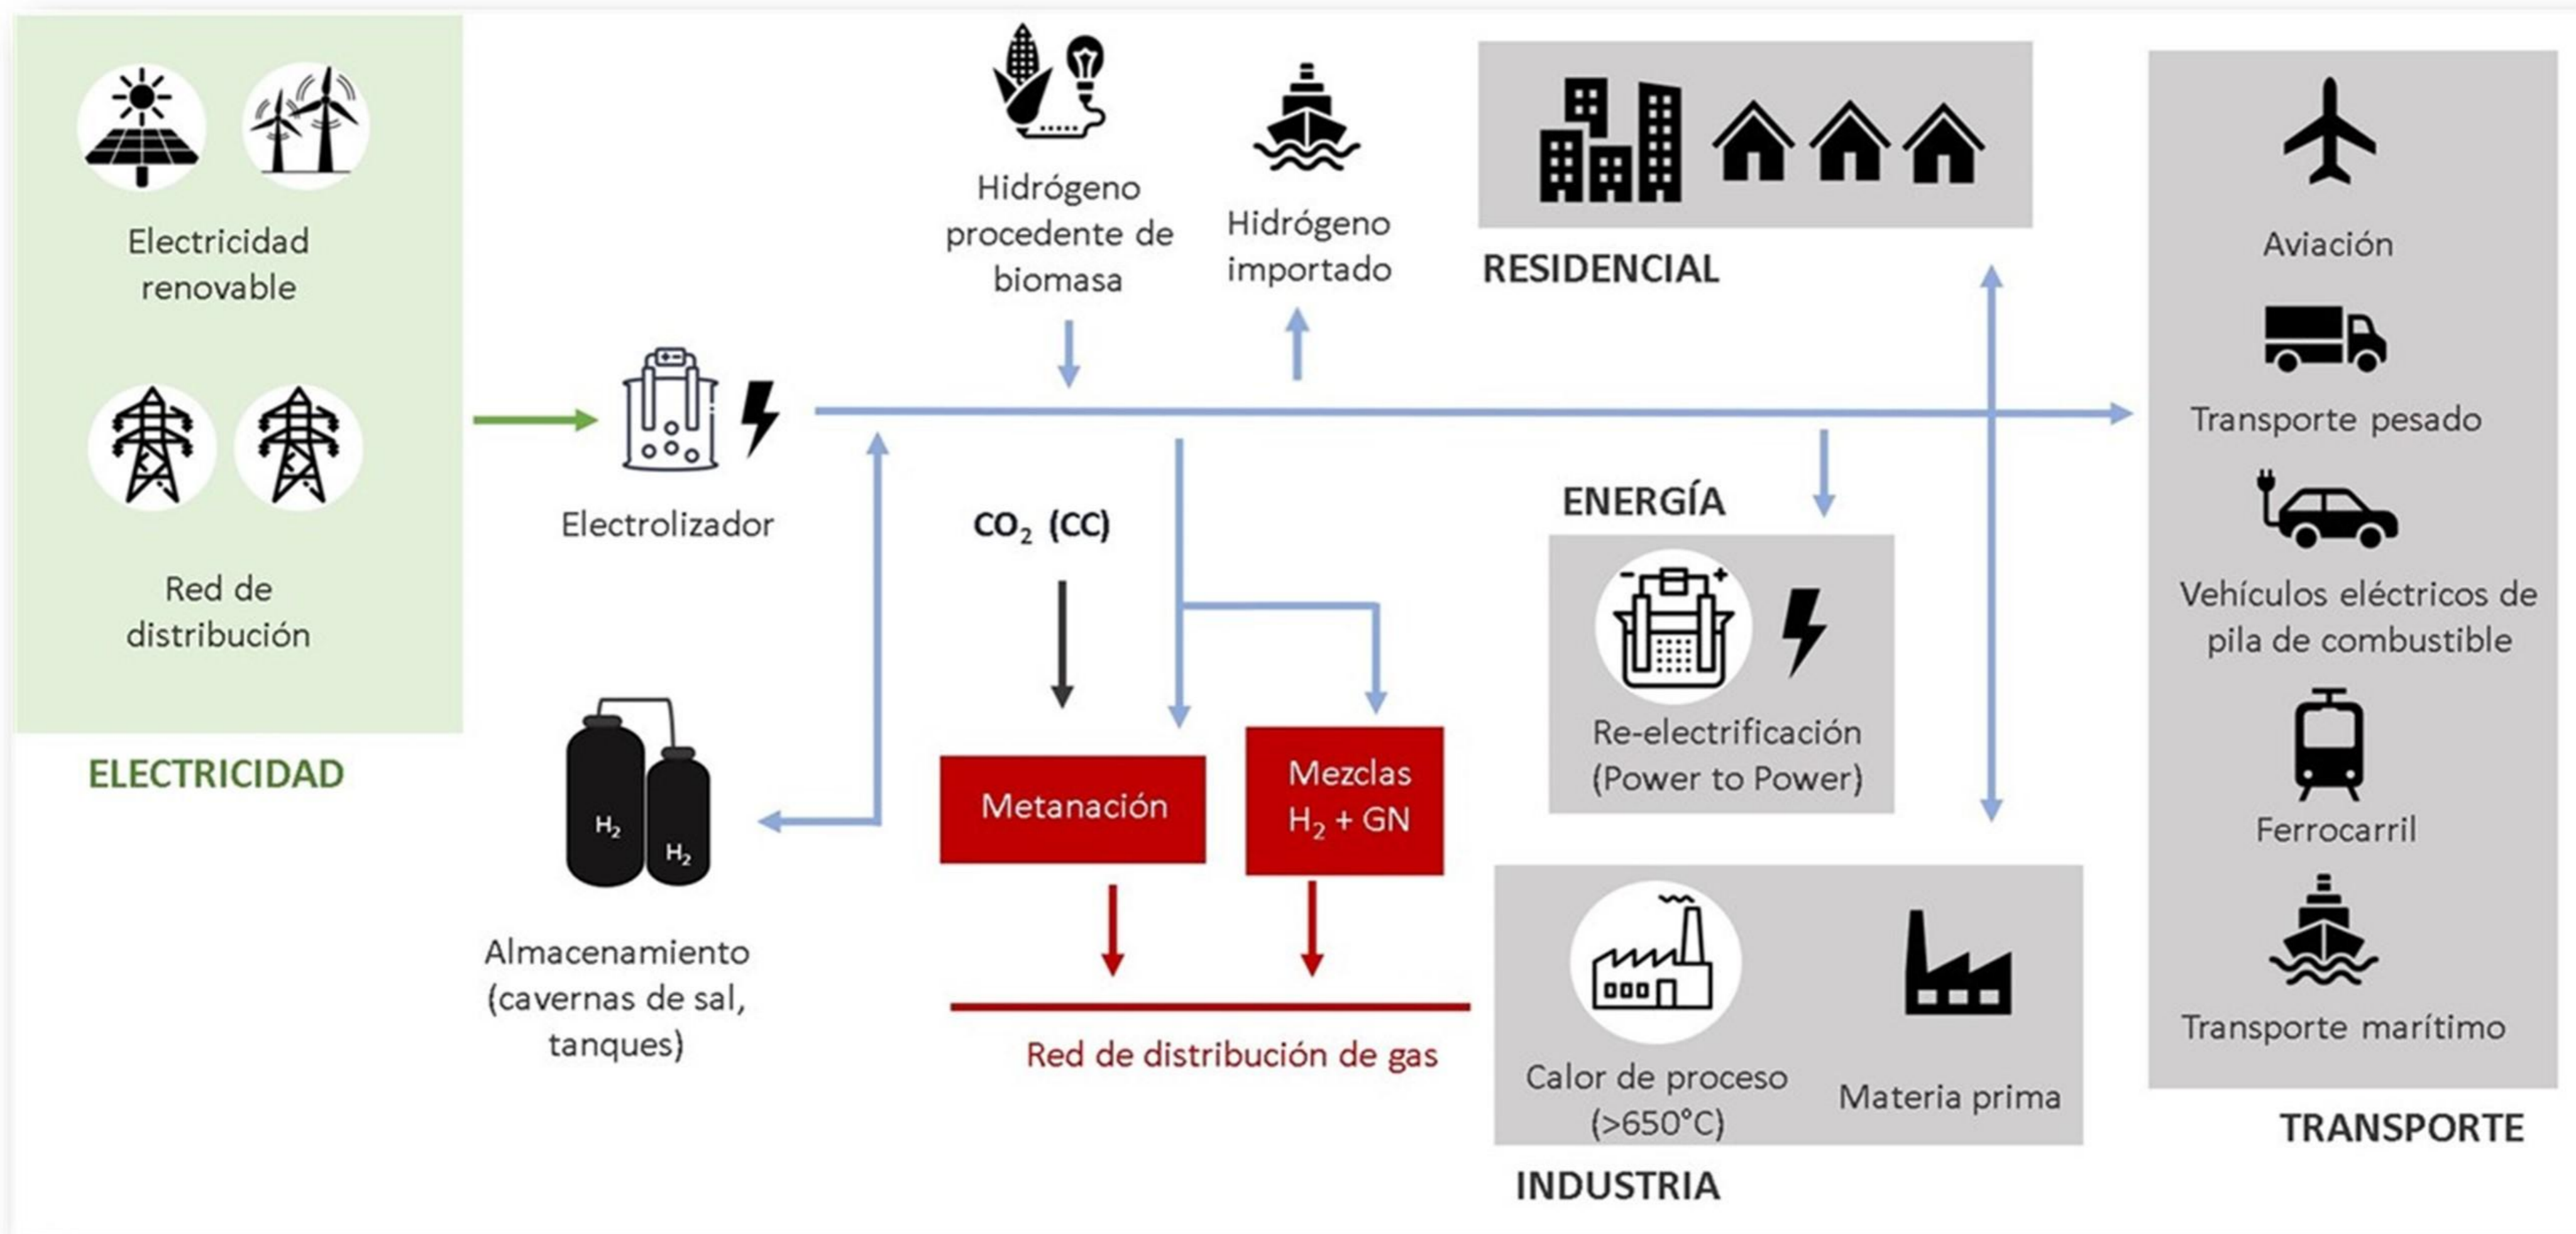 Electricidad
renovable
Red de
distribución
ELECTRICIDAD
Electrolizador
H₂
H₂
Almacenamiento
(cavernas de sal,
tanques)
Hidrógeno
procedente de
biomasa
Hidrógeno
importado
CO₂ (CC)
Metanación
Mezclas
H₂ + GN
Red de distribución de gas
RESIDENCIAL
ENERGÍA
- +
Re-electrificación
(Power to Power)
Calor de proceso
(>650°C)
Materia prima
INDUSTRIA
Aviación
Transporte pesado
Vehículos eléctricos de
pila de combustible
Ferrocarril
Transporte marítimo
TRANSPORTE